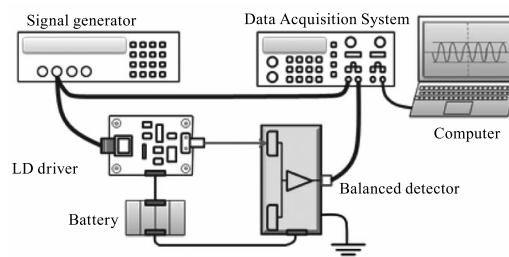 Signal generator
Data Acquisition System
Computer
LD driver
Balanced detector
Battery